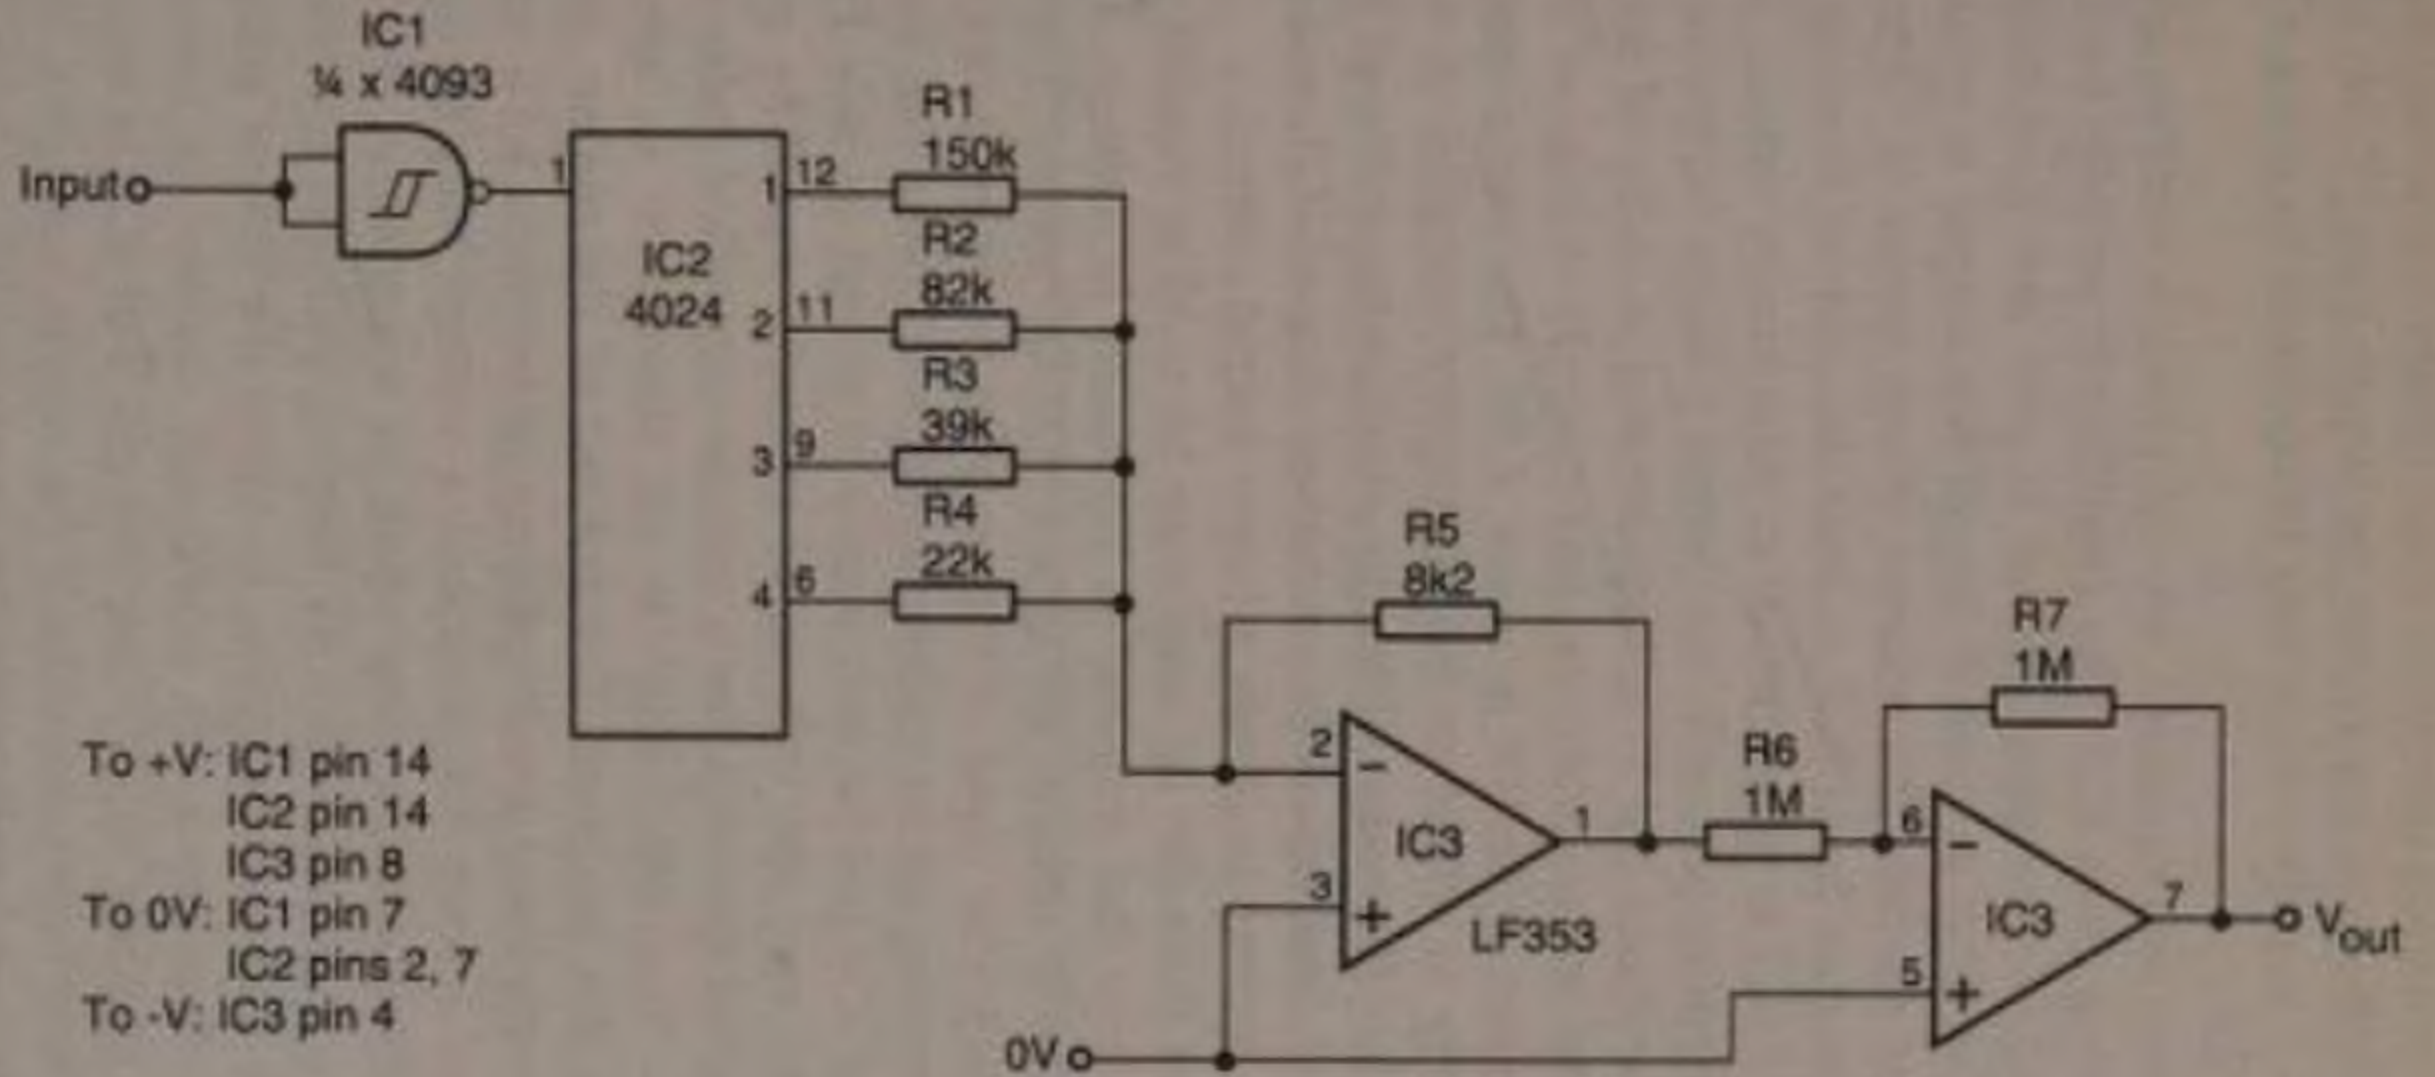 IC1
¼ x 4093
Input
1
IC2
4024
1
12
2
11
3
9
4
6
R1
150k
R2
82k
R3
39k
R4
22k
R5
8k2
2
−
3
+
IC3
1
LF353
R6
1M
R7
1M
6
−
5
+
IC3
7
Vout
0V
To +V: IC1 pin 14
IC2 pin 14
IC3 pin 8
To 0V: IC1 pin 7
IC2 pins 2, 7
To -V: IC3 pin 4